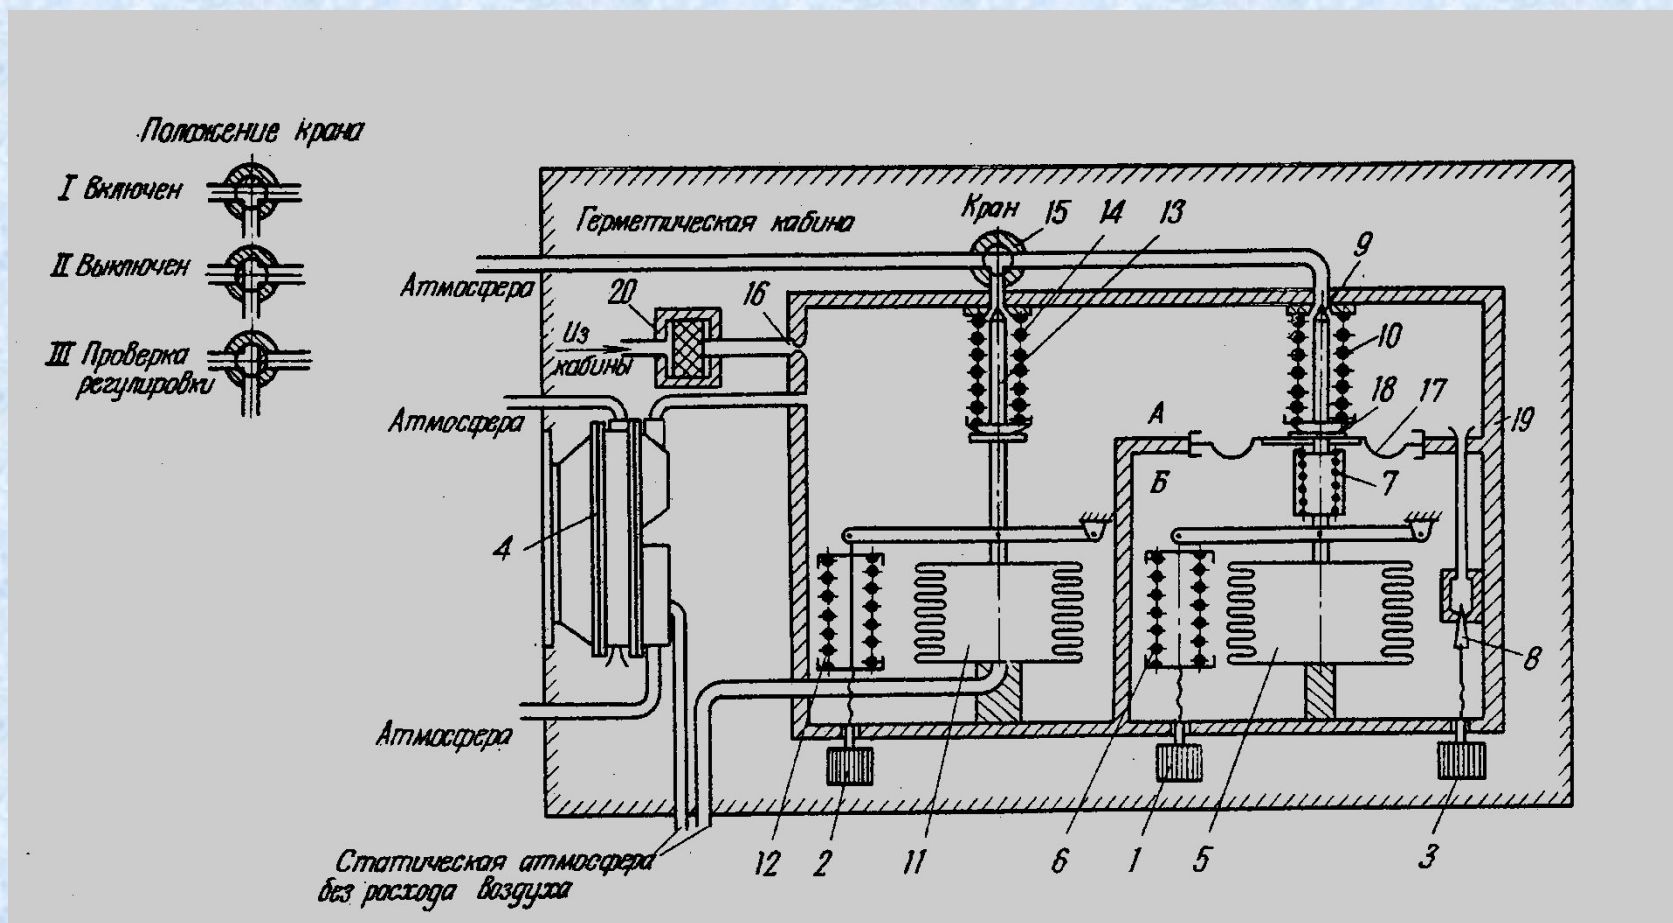 Положение крана
I Включен
II Выключен
III Проверка
регулировки
Герметическая кабина
Кран
15
14
13
9
Атмосфера
20
16
Из
кабины
10
18
17
19
Атмосфера
А
Б
7
4
8
Атмосфера
Статическая атмосфера
без расхода воздуха
12
2
11
6
1
5
3